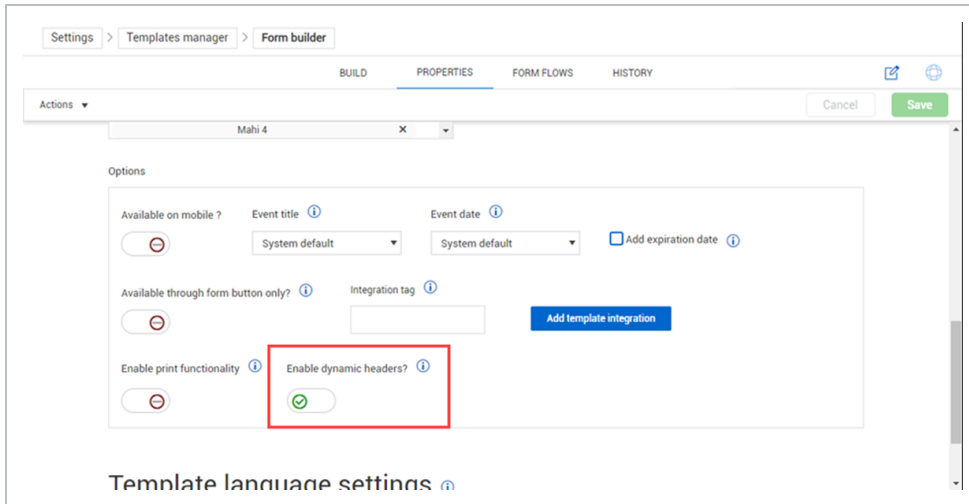 Settings > Templates manager > Form builder
BUILD PROPERTIES FORM FLOWS HISTORY
Actions Cancel Save
Mahi 4
Options
Available on mobile ? Event title Event date
System default System default Add expiration date
Available through form button only? Integration tag
Add template integration
Enable print functionality Enable dynamic headers?
Template language settings